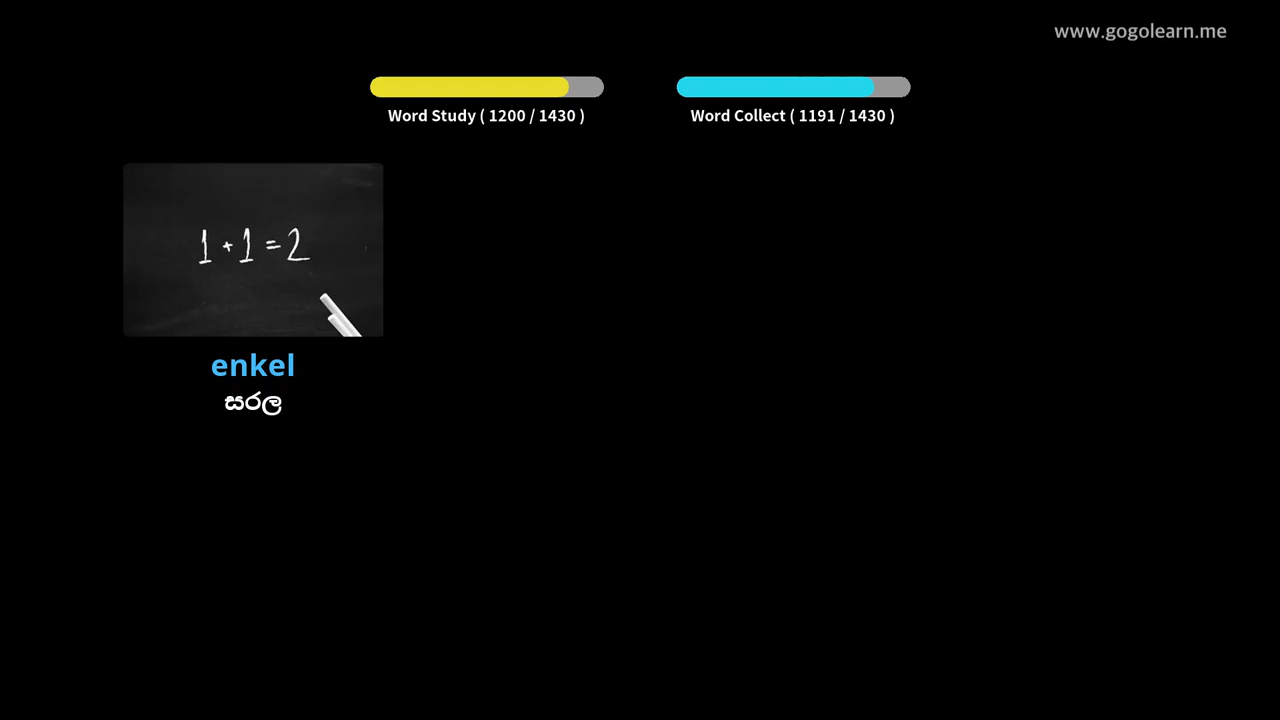 www.gogolearn.me
Word Study ( 1200 / 1430 )
Word Collect ( 1191 / 1430 )
1 + 1 = 2
enkel
සරල